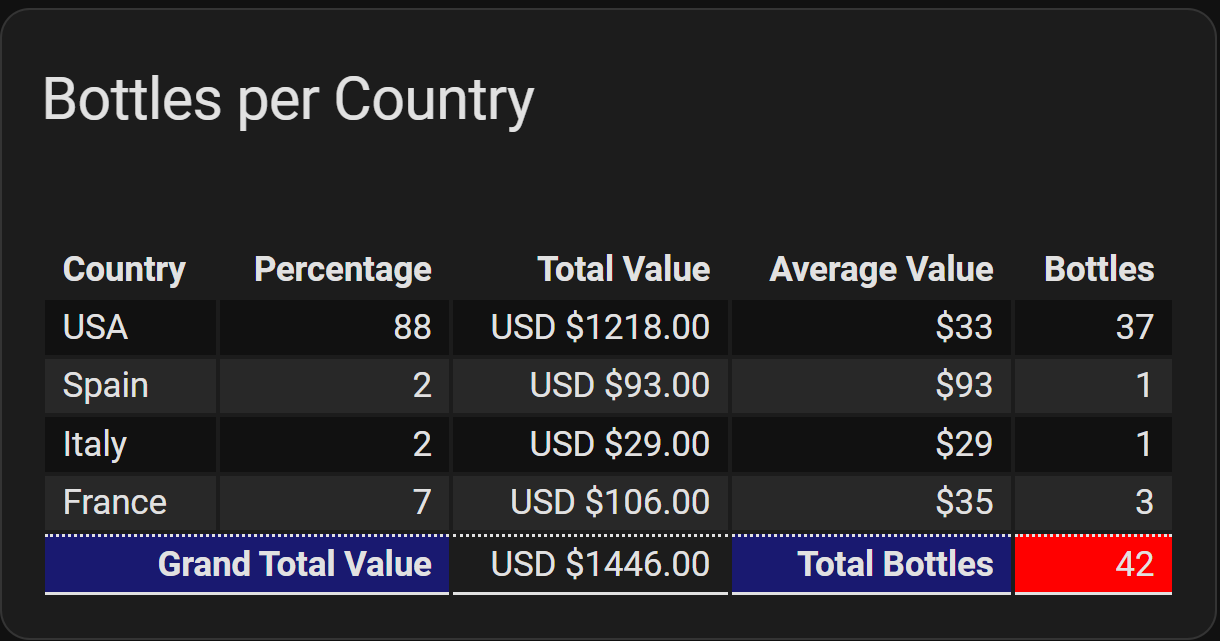 Bottles per Country
Country Percentage Total Value Average Value Bottles
USA 88 USD $1218.00 $33 37
Spain 2 USD $93.00 $93 1
Italy 2 USD $29.00 $29 1
France 7 USD $106.00 $35 3
Grand Total Value USD $1446.00 Total Bottles 42